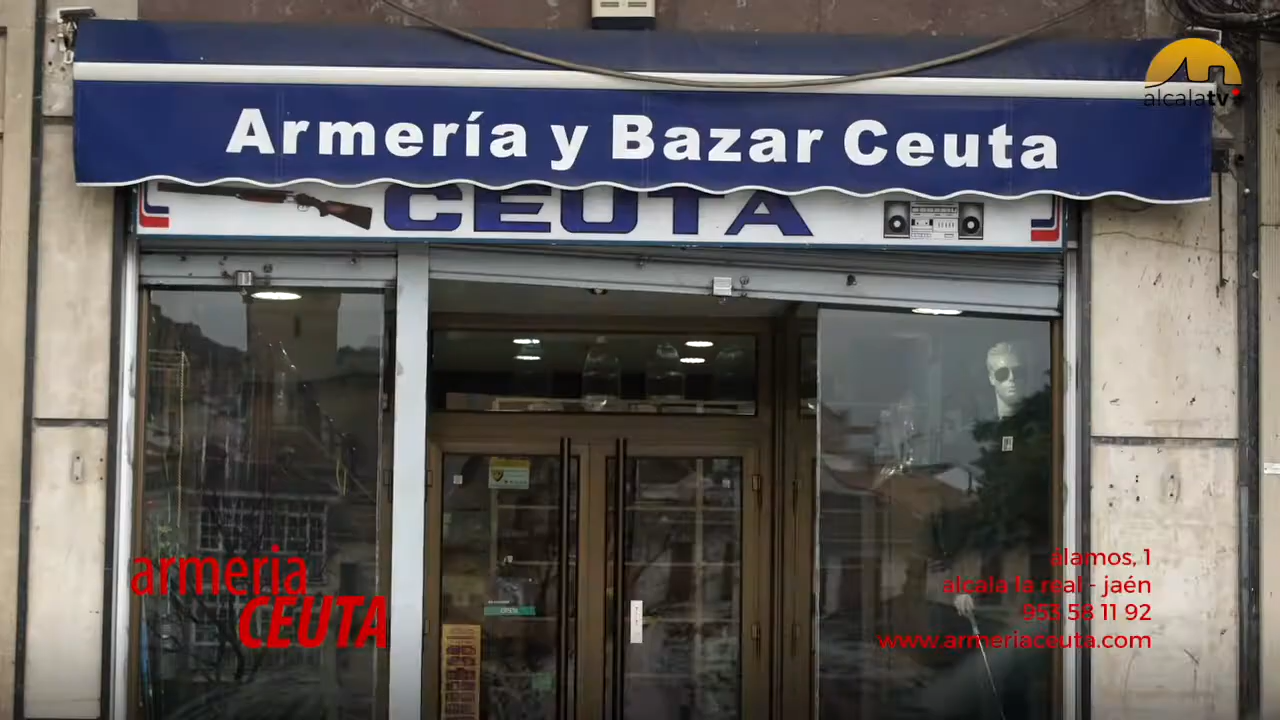 alcalatv
Armería y Bazar Ceuta
CEUTA
armeria
CEUTA
álamos, 1
alcala la real - jaén
953 58 11 92
www.armeriaceuta.com